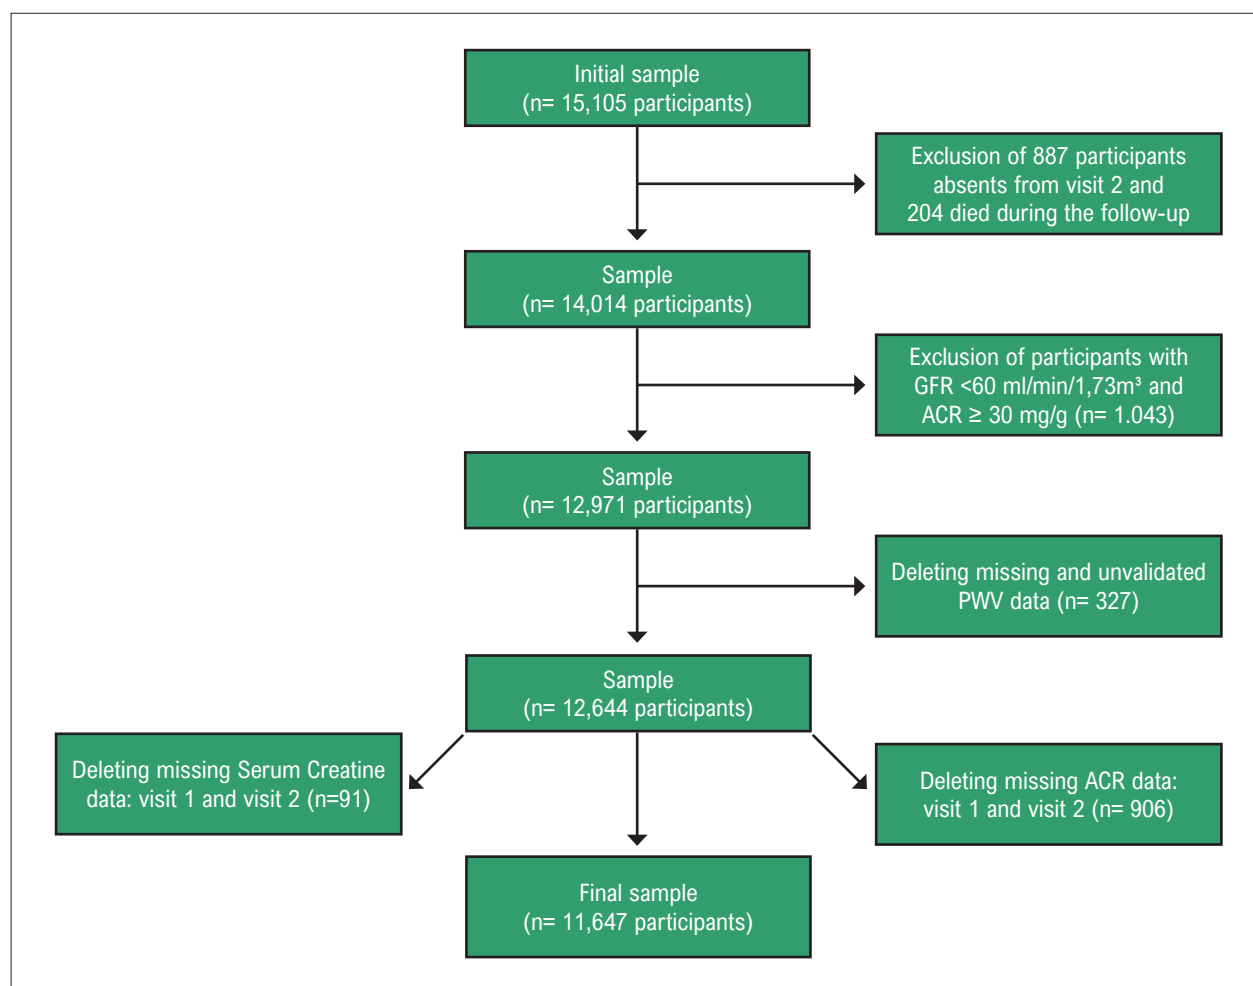 Initial sample
(n= 15,105 participants)
Exclusion of 887 participants
absents from visit 2 and
204 died during the follow-up
Sample
(n= 14,014 participants)
Exclusion of participants with
GFR <60 ml/min/1,73m³ and
ACR ≥ 30 mg/g (n= 1.043)
Sample
(n= 12,971 participants)
Deleting missing and unvalidated
PWV data (n= 327)
Sample
(n= 12,644 participants)
Deleting missing Serum Creatine
data: visit 1 and visit 2 (n=91)
Deleting missing ACR data:
visit 1 and visit 2 (n= 906)
Final sample
(n= 11,647 participants)